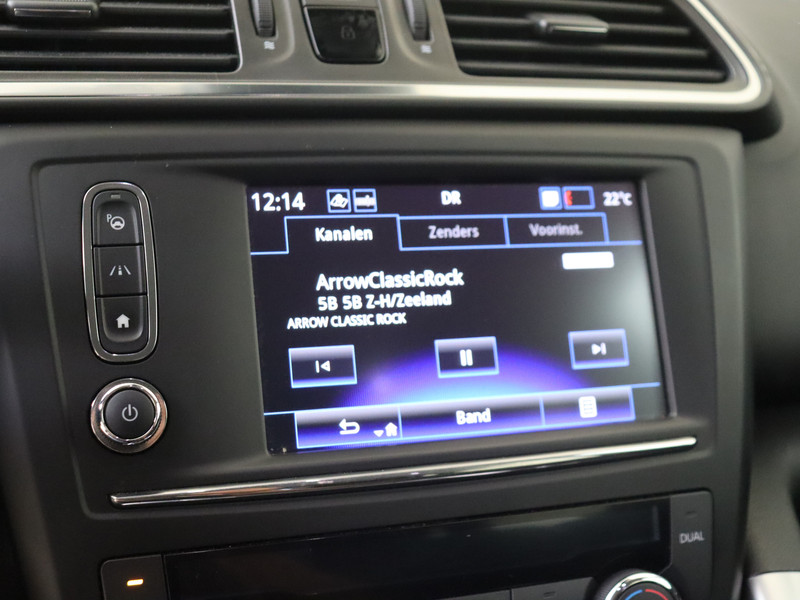 12:14 DR 22°C
Kanalen Zenders Voorinst.
ArrowClassicRock
5B 5B Z-H/Zeeland
ARROW CLASSIC ROCK
Band
P
DUAL